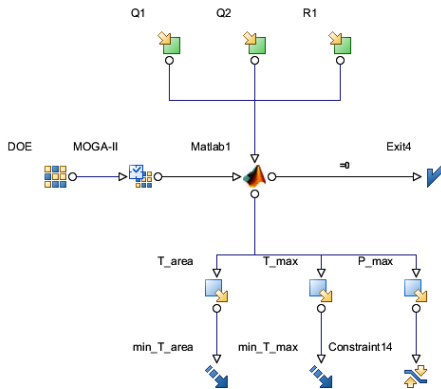 Q1 Q2 R1
DOE MOGA-II Matlab1 =0 Exit4
T_area T_max P_max
min_T_area min_T_max Constraint14